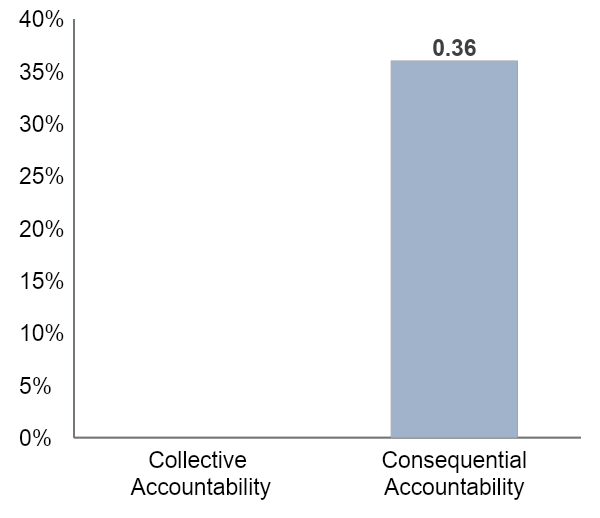 40%
35%
30%
25%
20%
15%
10%
5%
0%
0.36
Collective
Accountability
Consequential
Accountability